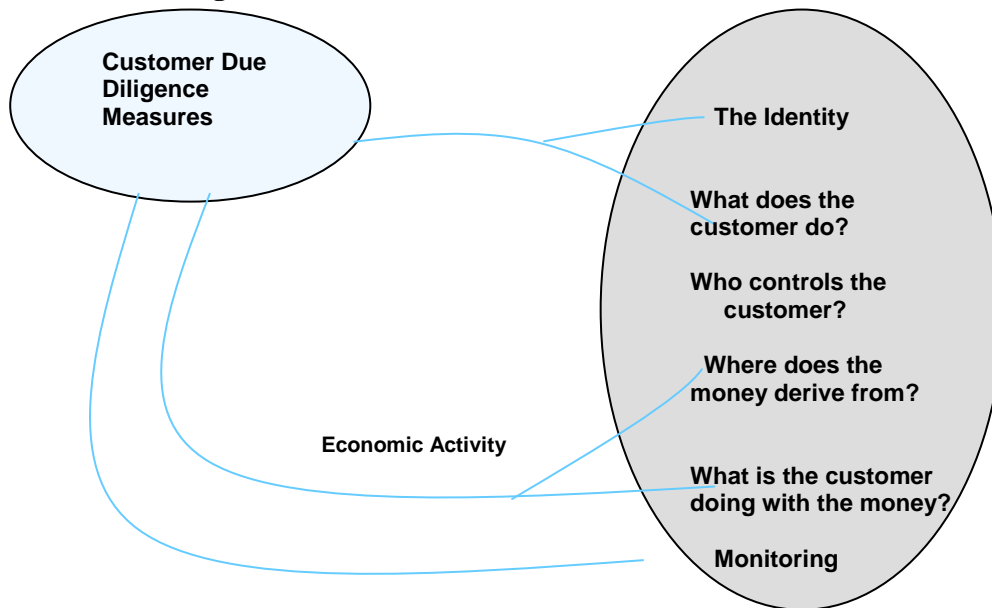 Customer Due
Diligence
Measures
The Identity
What does the
customer do?
Who controls the
customer?
Where does the
money derive from?
Economic Activity
What is the customer
doing with the money?
Monitoring